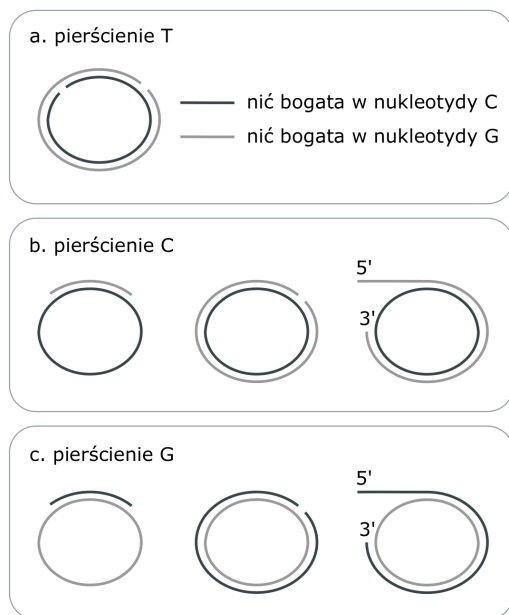 a. pierścienie T
nić bogata w nukleotydy C
nić bogata w nukleotydy G
b. pierścienie C
5'
3'
c. pierścienie G
5'
3'